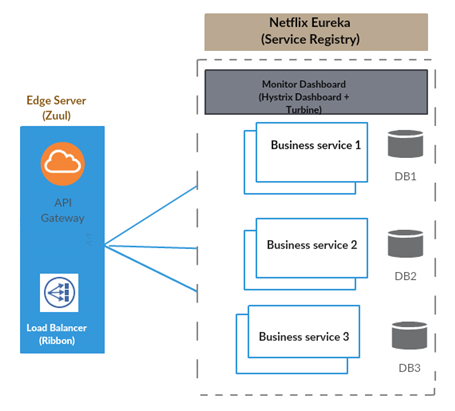 Netflix Eureka
(Service Registry)
Monitor Dashboard
(Hystrix Dashboard +
Turbine)
Edge Server
(Zuul)
API
Gateway
Load Balancer
(Ribbon)
Business service 1
DB1
Business service 2
DB2
Business service 3
DB3